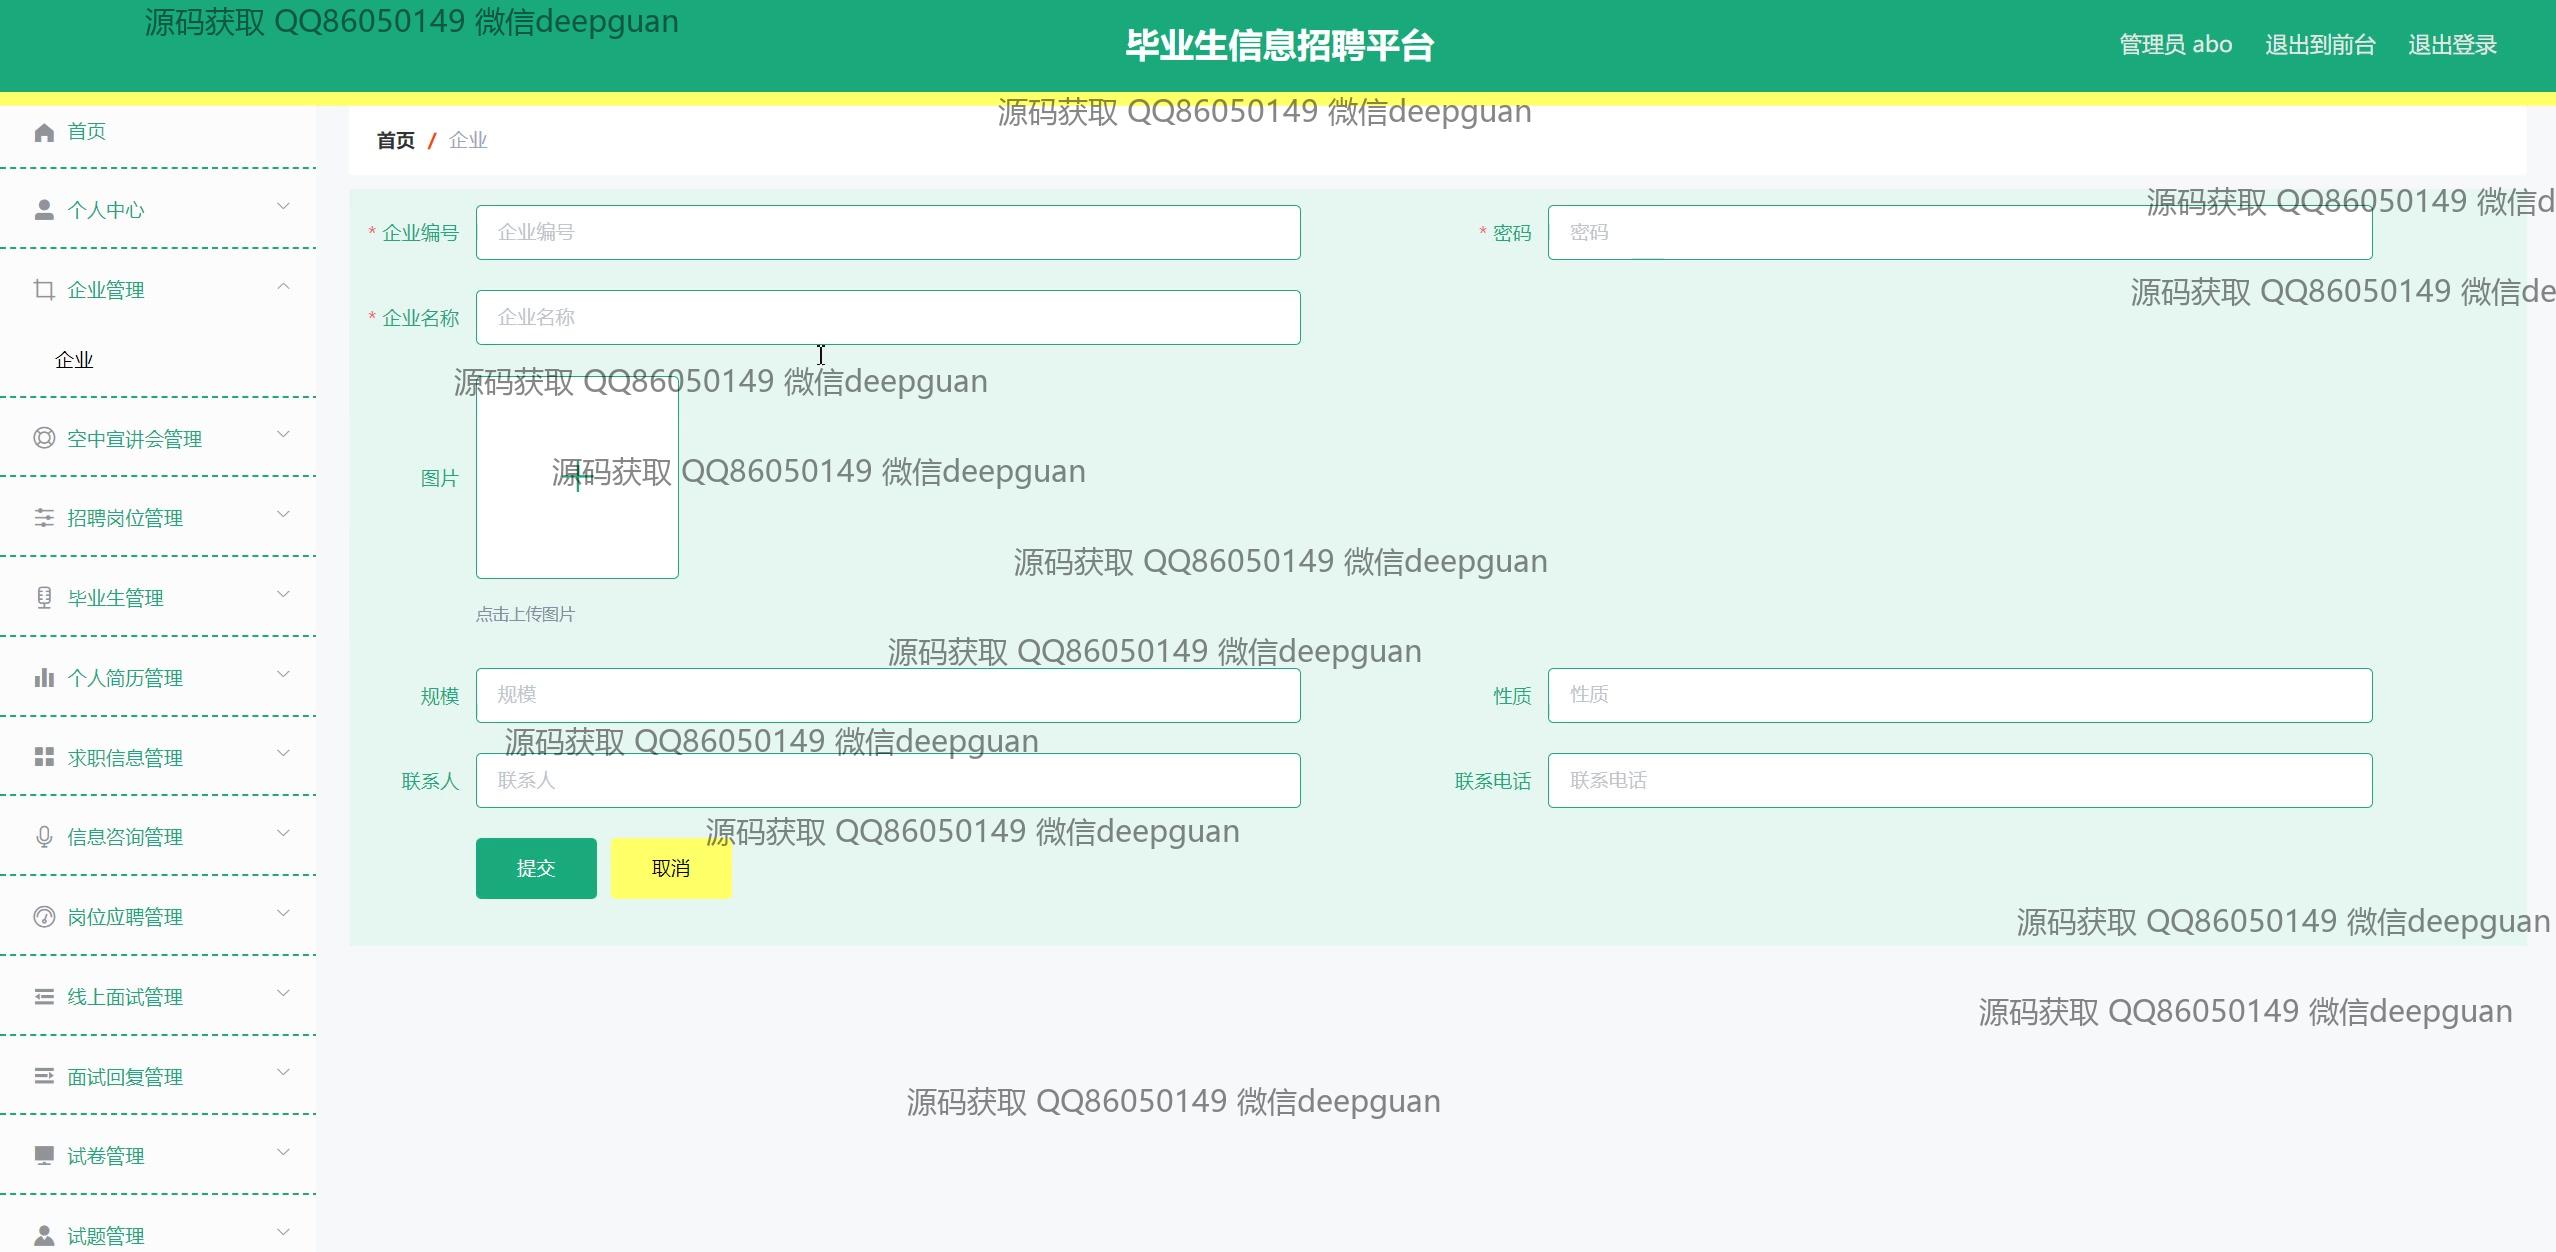 源码获取 QQ86050149 微信deepguan
毕业生信息招聘平台
管理员 abo 退出到前台 退出登录
源码获取 QQ86050149 微信deepguan
首页
首页 / 企业
个人中心
源码获取 QQ86050149 微信d
* 企业编号 企业编号
* 密码 密码
企业管理
源码获取 QQ86050149 微信de
* 企业名称 企业名称
企业
源码获取 QQ86050149 微信deepguan
空中宣讲会管理
图片
源码获取 QQ86050149 微信deepguan
招聘岗位管理
源码获取 QQ86050149 微信deepguan
毕业生管理
点击上传图片
源码获取 QQ86050149 微信deepguan
个人简历管理
规模 规模
性质 性质
源码获取 QQ86050149 微信deepguan
求职信息管理
联系人 联系人
联系电话 联系电话
源码获取 QQ86050149 微信deepguan
信息咨询管理
提交 取消
岗位应聘管理
源码获取 QQ86050149 微信deepguan
线上面试管理
源码获取 QQ86050149 微信deepguan
面试回复管理
源码获取 QQ86050149 微信deepguan
试卷管理
试题管理